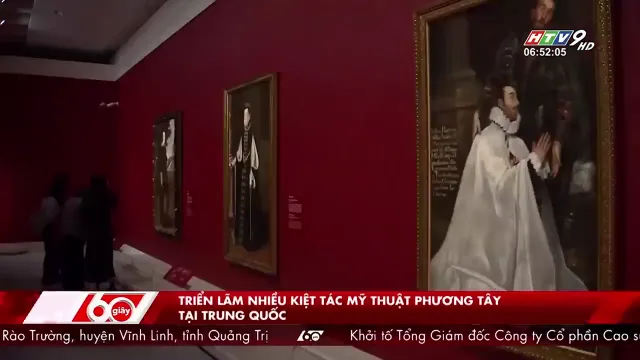 HTV9 HD
06:52:05
TRIỂN LÃM NHIỀU KIỆT TÁC MỸ THUẬT PHƯƠNG TÂY
TẠI TRUNG QUỐC
60 giây
Rào Trường, huyện Vĩnh Linh, tỉnh Quảng Trị
60
Khởi tố Tổng Giám đốc Công ty Cổ phần Cao s